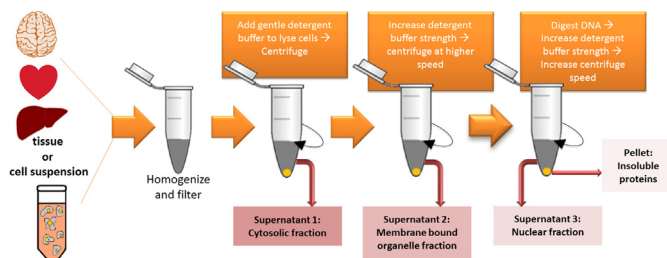 Add gentle detergent
buffer to lyse cells →
Centrifuge
Increase detergent
buffer strength →
centrifuge at higher
speed
Digest DNA →
Increase detergent
buffer strength →
Increase centrifuge
speed
tissue
or
cell suspension
Homogenize
and filter
Pellet:
Insoluble
proteins
Supernatant 1:
Cytosolic fraction
Supernatant 2:
Membrane bound
organelle fraction
Supernatant 3:
Nuclear fraction